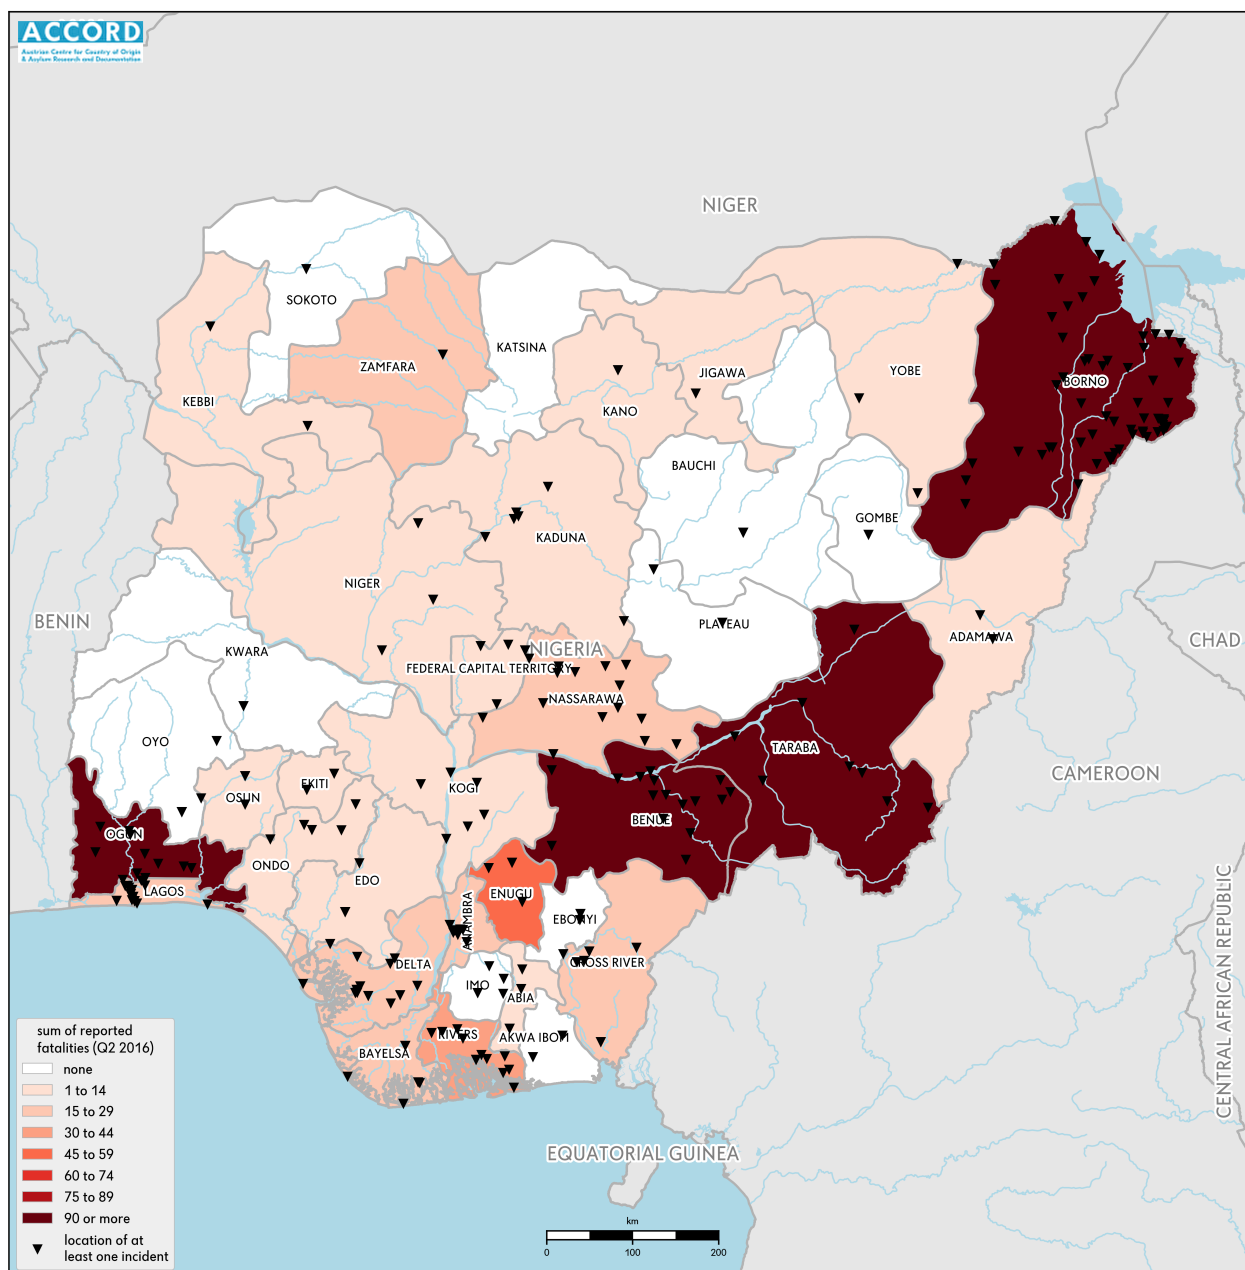 ACCORD
Austrian Centre for Country of Origin
& Asylum Research and Documentation
NIGER
SOKOTO
KATSINA
ZAMFARA
JIGAWA
YOBE
BORNO
KEBBI
KANO
BAUCHI
GOMBE
KADUNA
NIGER
BENIN
PLATEAU
ADAMAWA
CHAD
KWARA
NIGERIA
FEDERAL CAPITAL TERRITORY
NASSARAWA
OYO
TARABA
CAMEROON
OSUN
EKITI
KOGI
BENUE
OGUN
ONDO
EDO
LAGOS
ENUGU
ANAMBRA
EBONYI
CENTRAL AFRICAN REPUBLIC
DELTA
CROSS RIVER
IMO
ABIA
RIVERS
AKWA IBOM
BAYELSA
EQUATORIAL GUINEA
sum of reported
fatalities (Q2 2016)
none
1 to 14
15 to 29
30 to 44
45 to 59
60 to 74
75 to 89
90 or more
location of at
least one incident
km
0 100 200